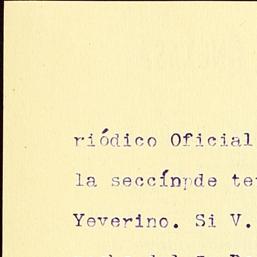 riódico Oficial
la seccínpde te
Yeverino. Si V.